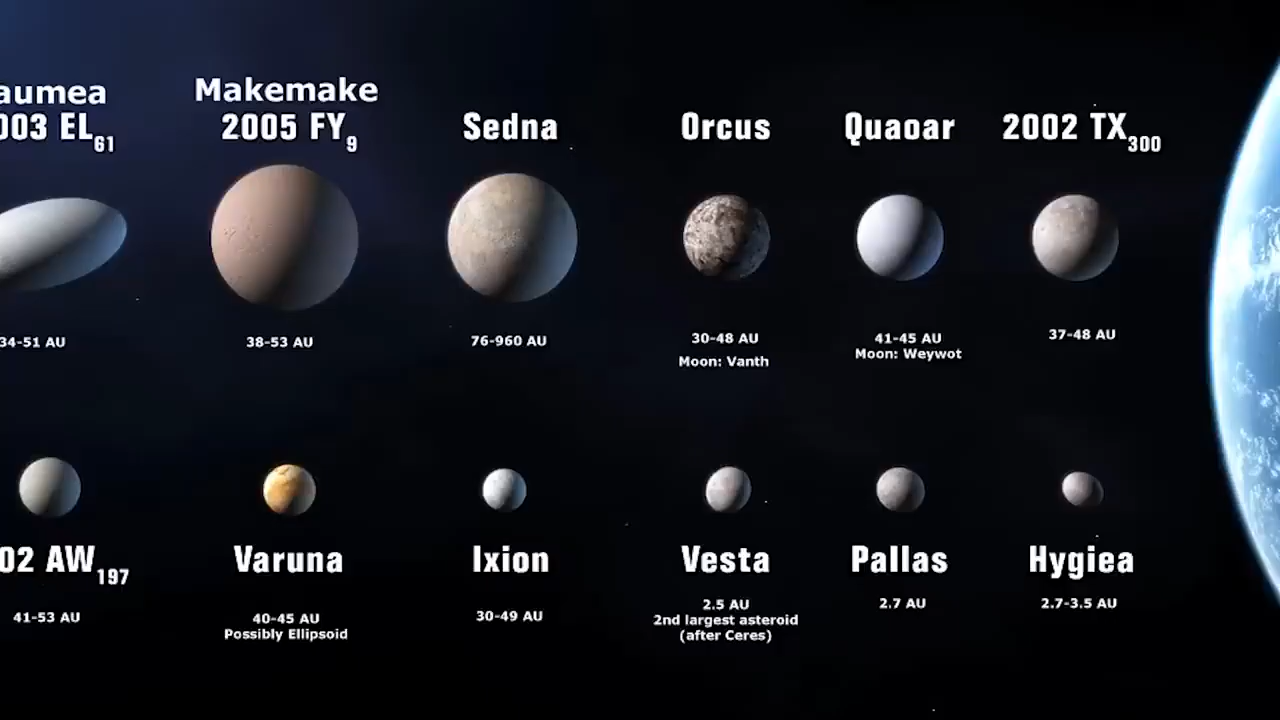 aumea
003 EL61
34-51 AU
Makemake
2005 FY9
38-53 AU
Sedna
76-960 AU
Orcus
30-48 AU
Moon: Vanth
Quaoar
41-45 AU
Moon: Weywot
2002 TX300
37-48 AU
02 AW197
41-53 AU
Varuna
40-45 AU
Possibly Ellipsoid
Ixion
30-49 AU
Vesta
2.5 AU
2nd largest asteroid
(after Ceres)
Pallas
2.7 AU
Hygiea
2.7-3.5 AU